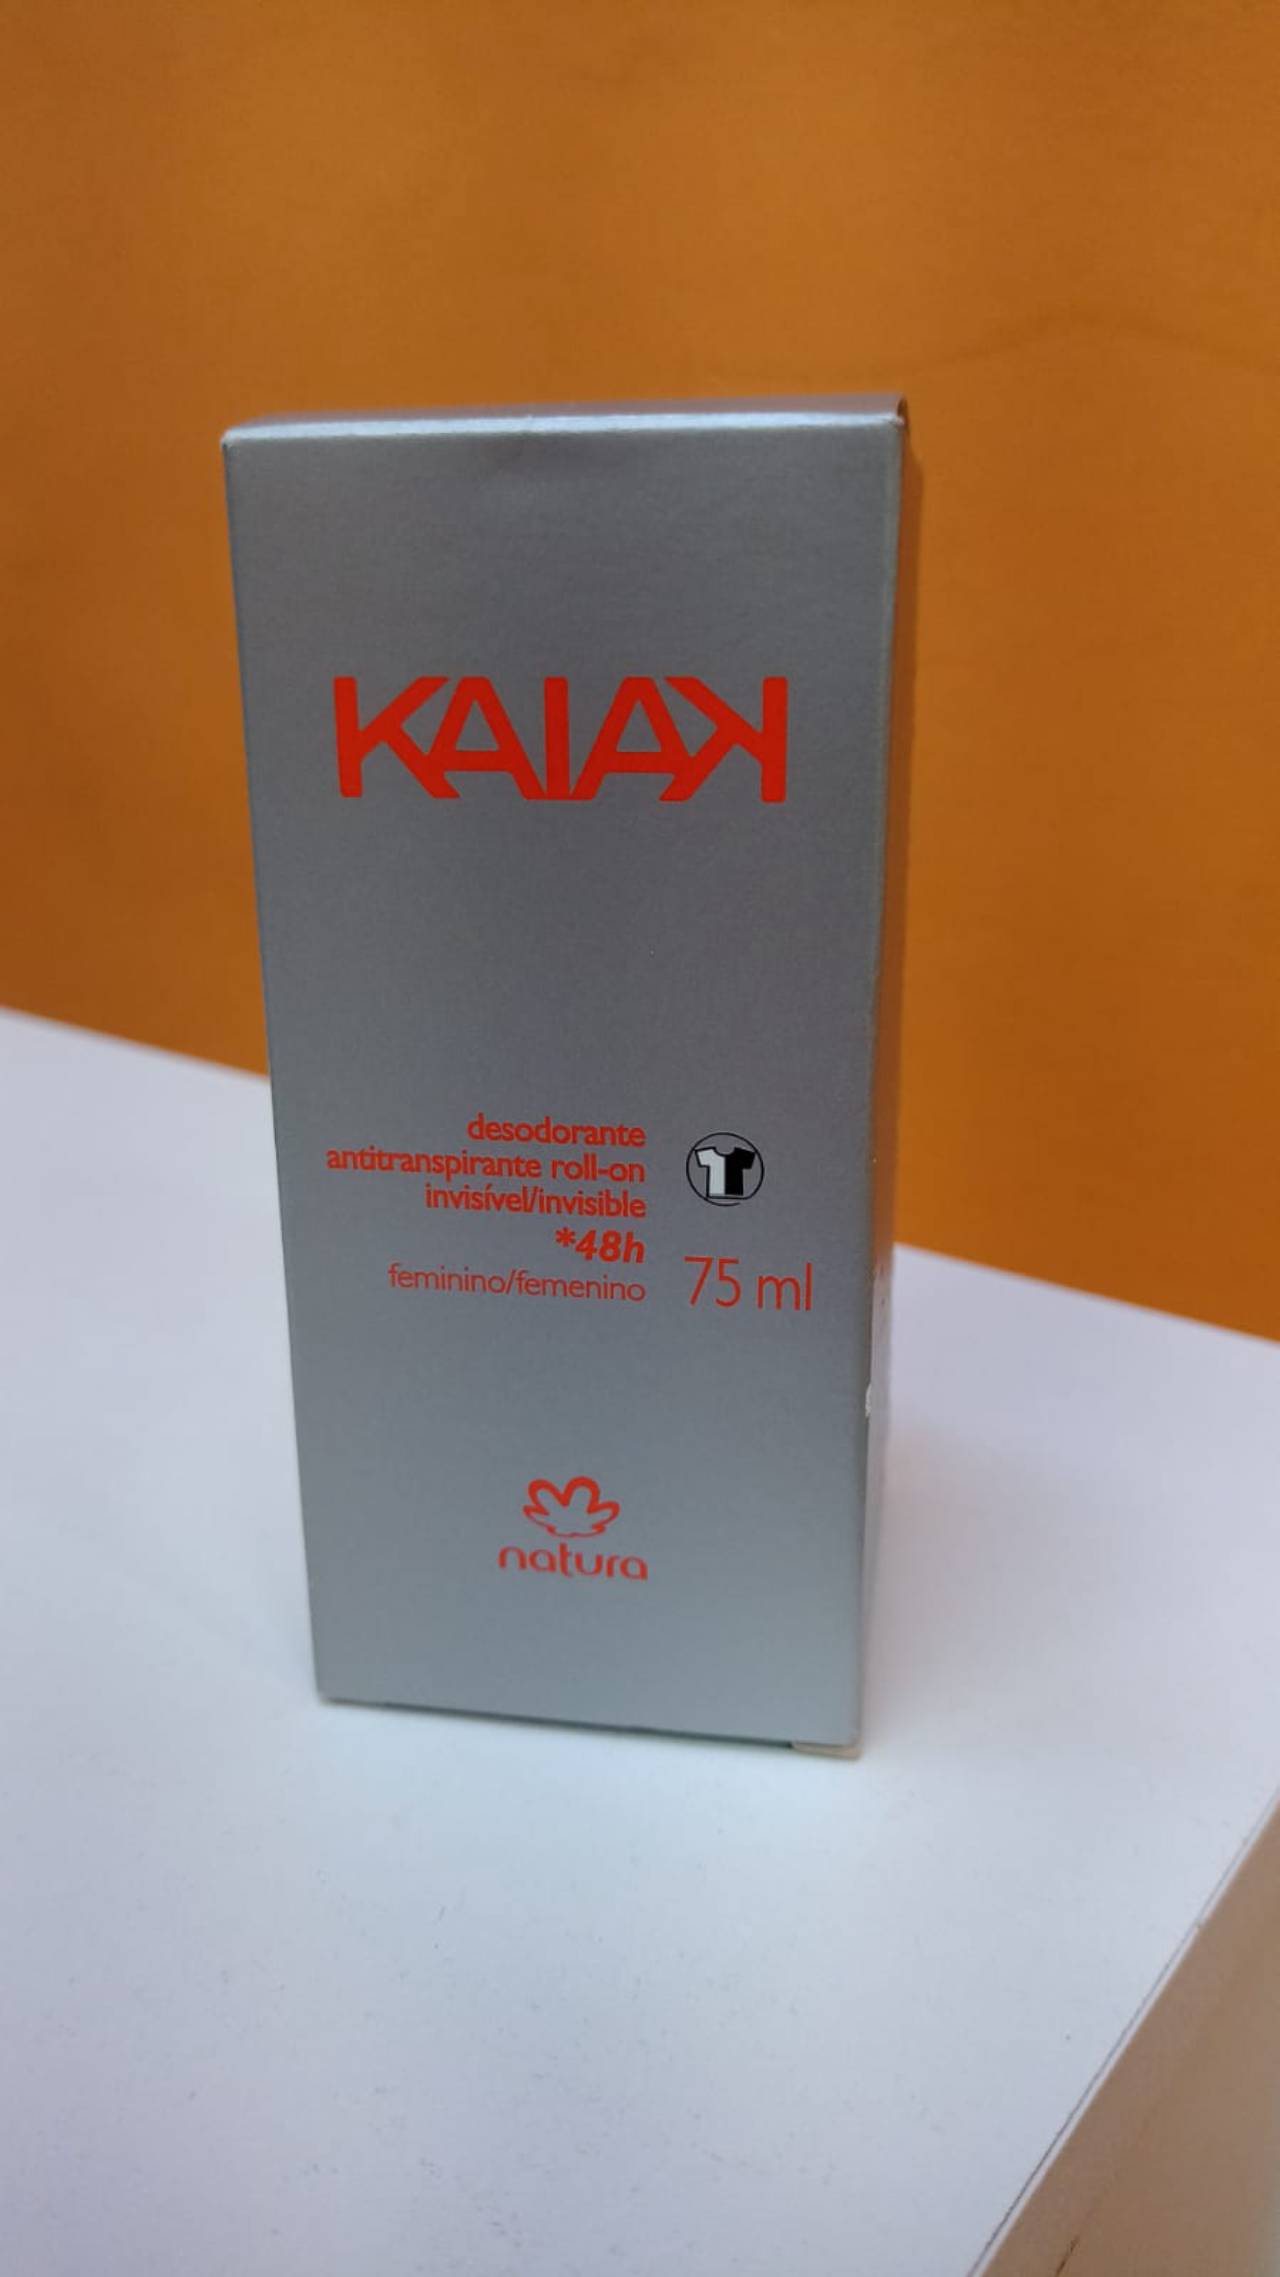 KAIAK
desodorante
antitranspirante roll-on
invisível/invisible
*48h
feminino/femenino
75 ml
natura